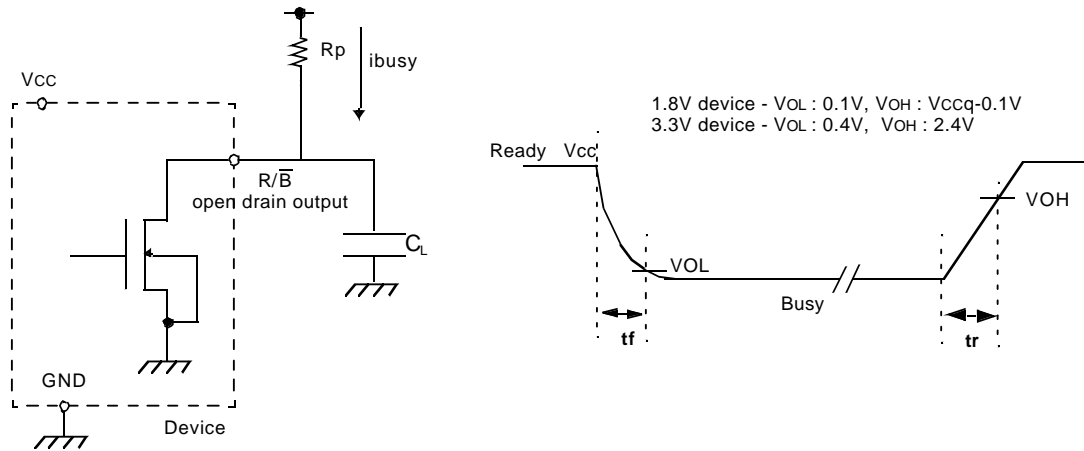 Rp
ibusy
VCC
R/B̅
open drain output
CL
GND
Device
1.8V device - VOL : 0.1V, VOH : VCCq-0.1V
3.3V device - VOL : 0.4V, VOH : 2.4V
Ready Vcc
VOH
VOL
Busy
tf
tr